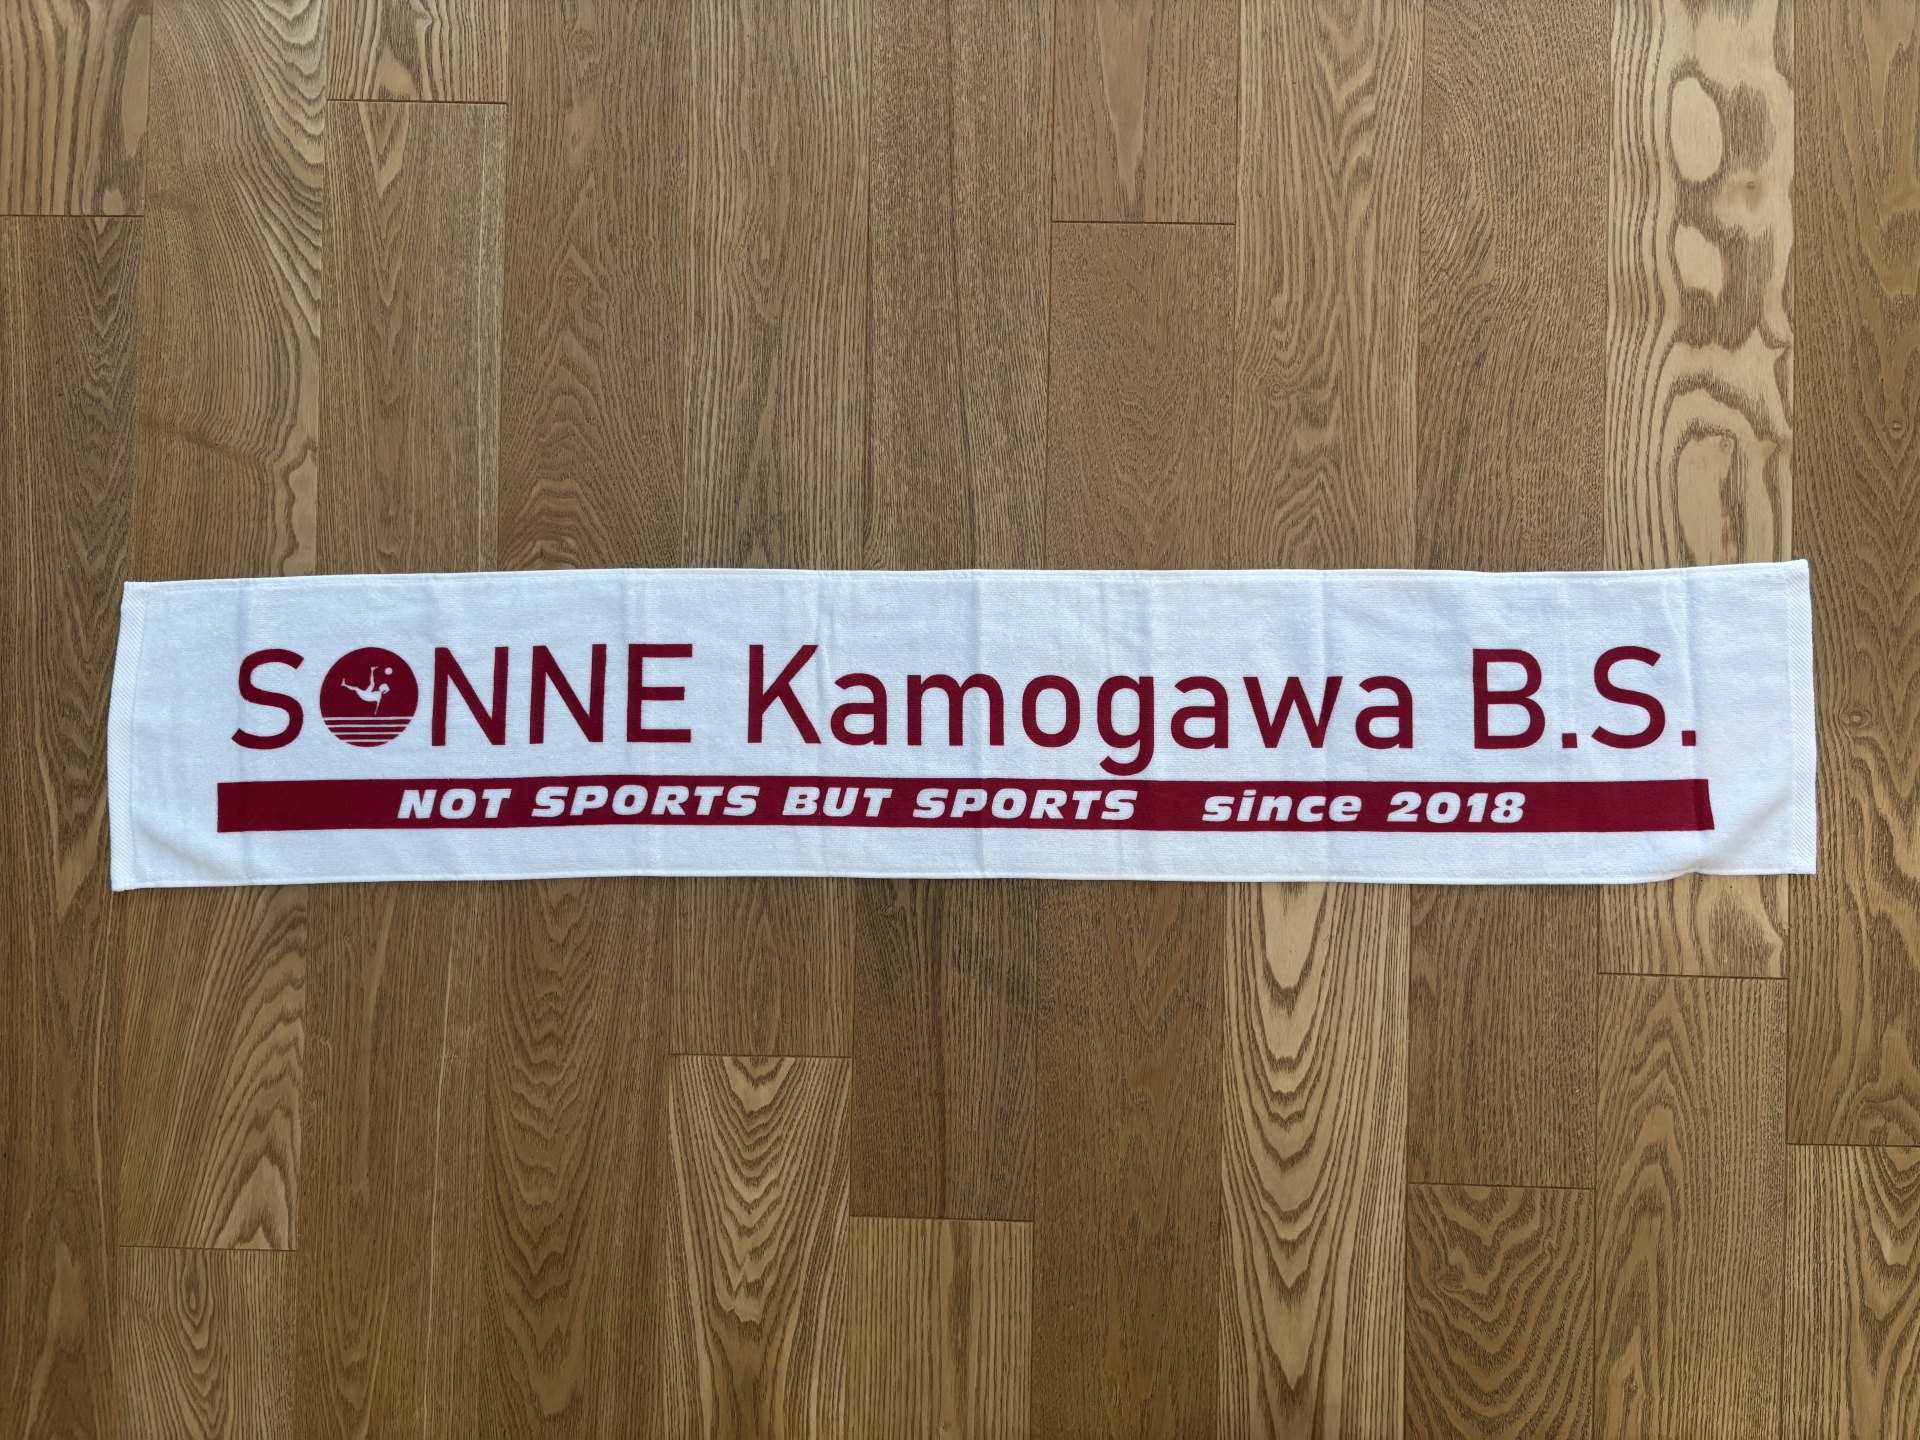 SONNE Kamogawa B.S.
NOT SPORTS BUT SPORTS since 2018